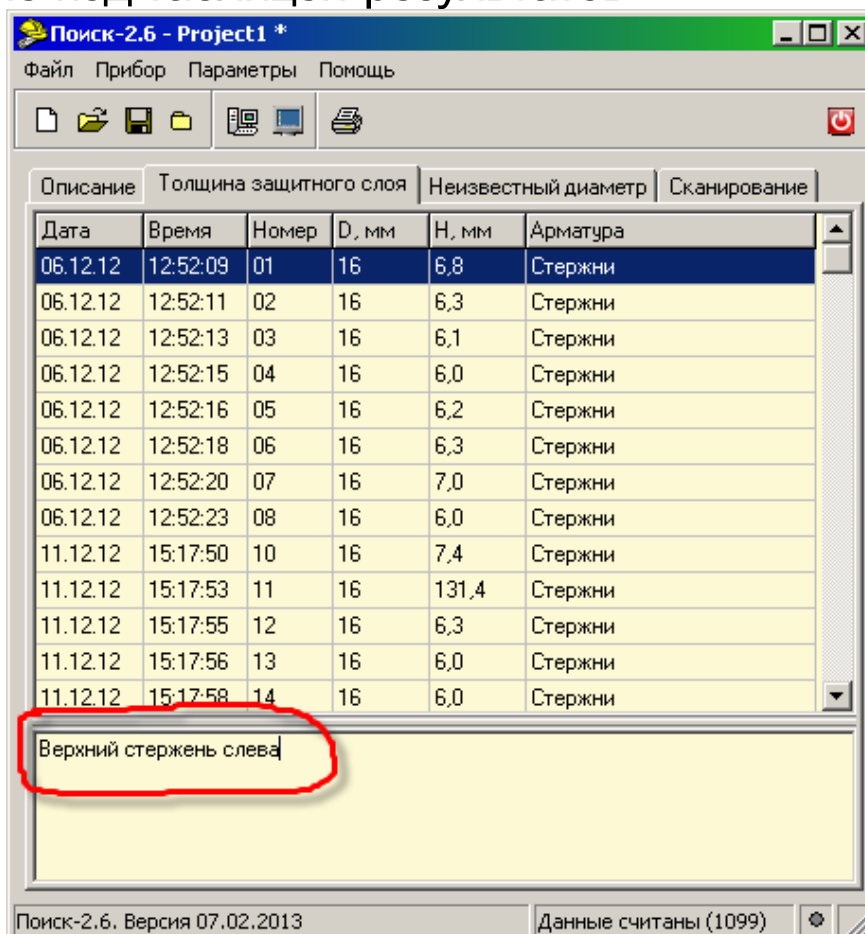 Поиск-2.6 - Project1 *
Файл Прибор Параметры Помощь
Описание Толщина защитного слоя Неизвестный диаметр Сканирование
Дата Время Номер D, мм H, мм Арматура
06.12.12 12:52:09 01 16 6,8 Стержни
06.12.12 12:52:11 02 16 6,3 Стержни
06.12.12 12:52:13 03 16 6,1 Стержни
06.12.12 12:52:15 04 16 6,0 Стержни
06.12.12 12:52:16 05 16 6,2 Стержни
06.12.12 12:52:18 06 16 6,3 Стержни
06.12.12 12:52:20 07 16 7,0 Стержни
06.12.12 12:52:23 08 16 6,0 Стержни
11.12.12 15:17:50 10 16 7,4 Стержни
11.12.12 15:17:53 11 16 131,4 Стержни
11.12.12 15:17:55 12 16 6,3 Стержни
11.12.12 15:17:56 13 16 6,0 Стержни
11.12.12 15:17:58 14 16 6,0 Стержни
Верхний стержень слева
Поиск-2.6. Версия 07.02.2013 Данные считаны (1099)